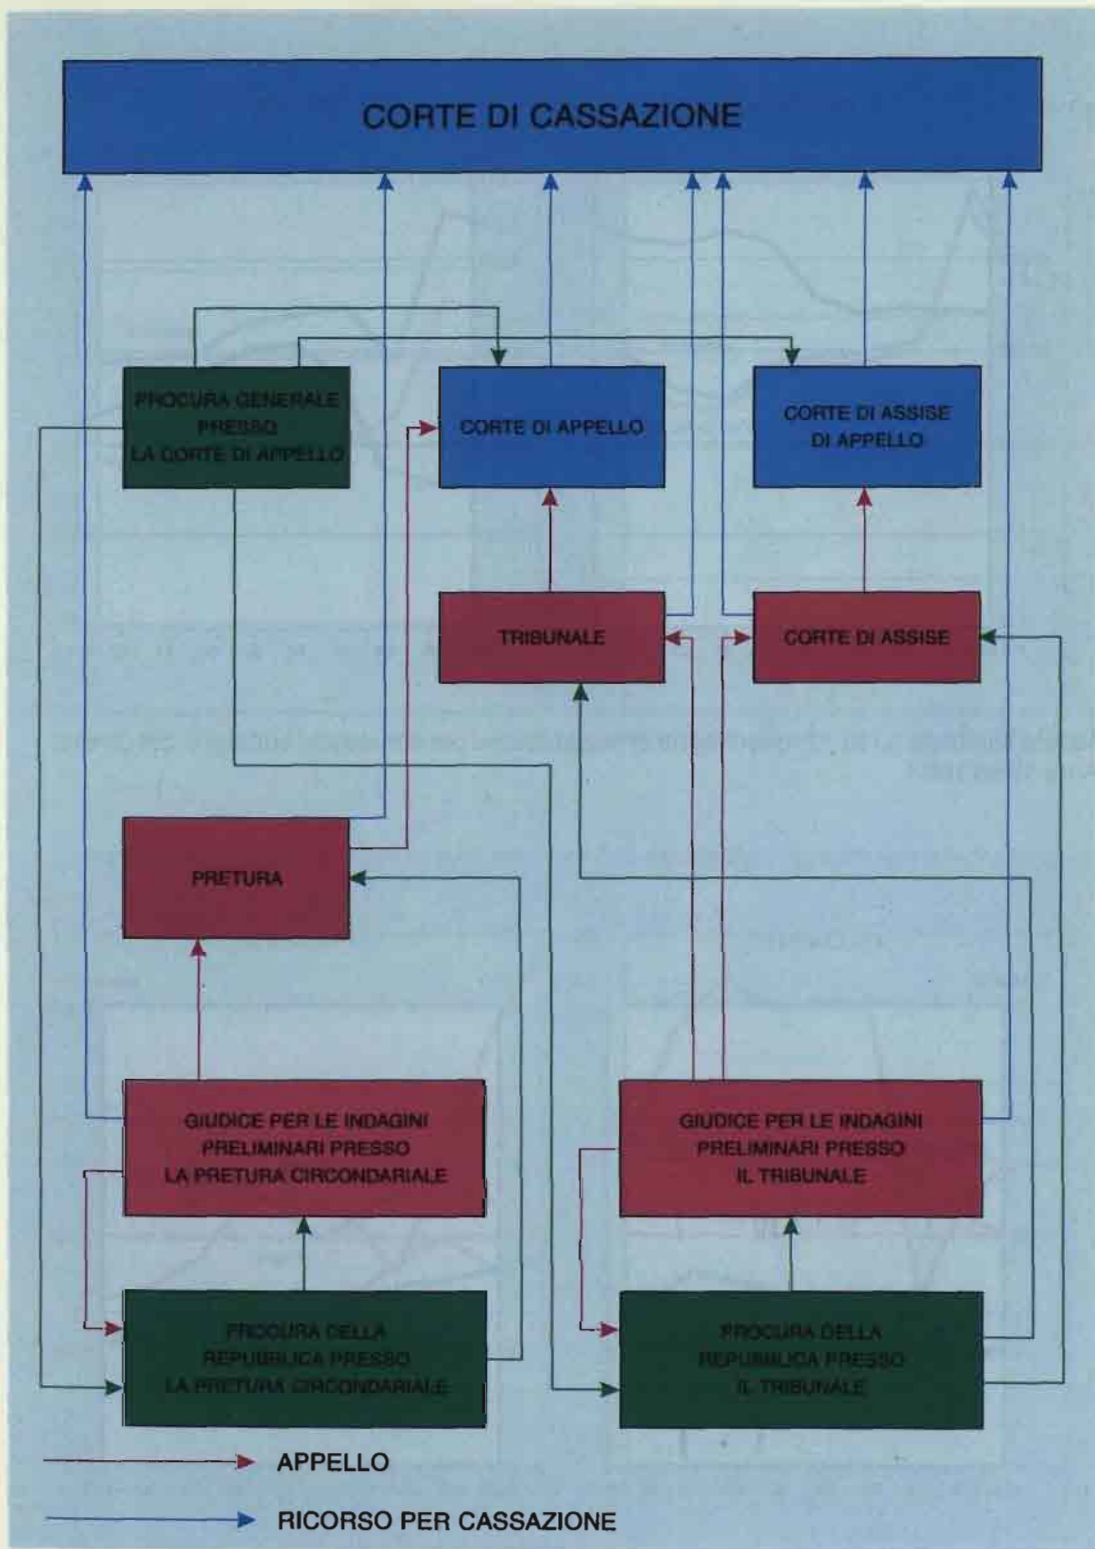 CORTE DI CASSAZIONE
PROCURA GENERALE
PRESSO
LA CORTE DI APPELLO
CORTE DI APPELLO
CORTE DI ASSISE
DI APPELLO
TRIBUNALE
CORTE DI ASSISE
PRETURA
GIUDICE PER LE INDAGINI
PRELIMINARI PRESSO
LA PRETURA CIRCONDARIALE
GIUDICE PER LE INDAGINI
PRELIMINARI PRESSO
IL TRIBUNALE
PROCURA DELLA
REPUBBLICA PRESSO
LA PRETURA CIRCONDARIALE
PROCURA DELLA
REPUBBLICA PRESSO
IL TRIBUNALE
APPELLO
RICORSO PER CASSAZIONE